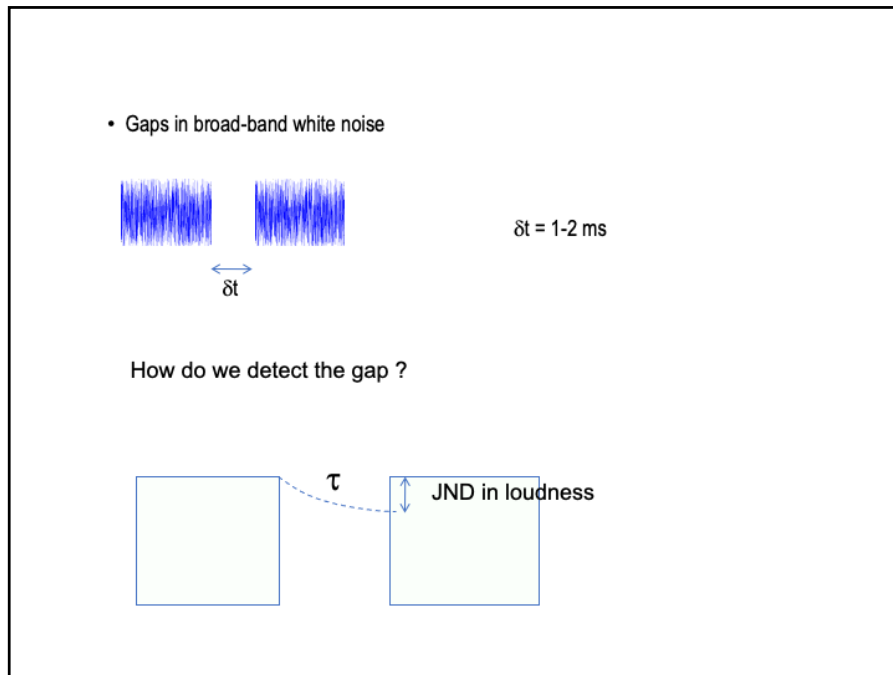 • Gaps in broad-band white noise
δt = 1-2 ms
δt
How do we detect the gap ?
τ
JND in loudness